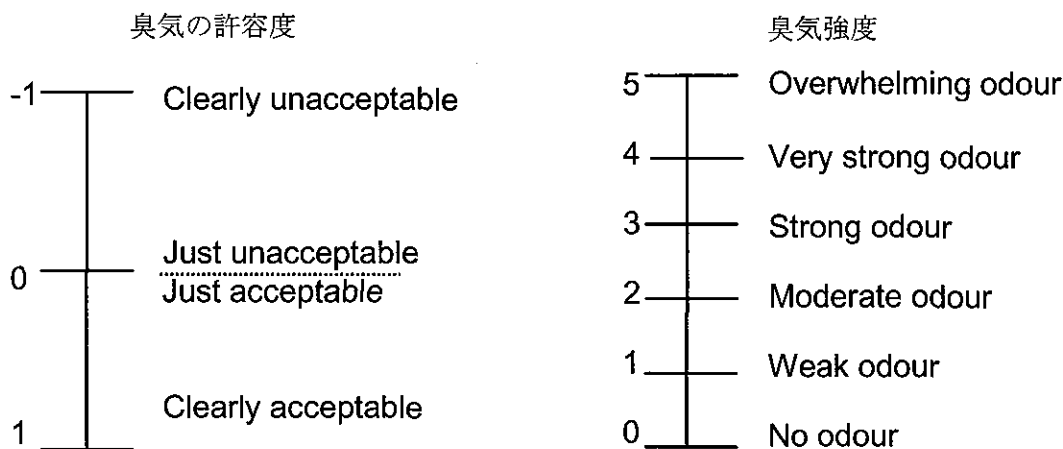 臭気の許容度
-1 Clearly unacceptable
0 Just unacceptable
Just acceptable
1 Clearly acceptable
臭気強度
5 Overwhelming odour
4 Very strong odour
3 Strong odour
2 Moderate odour
1 Weak odour
0 No odour